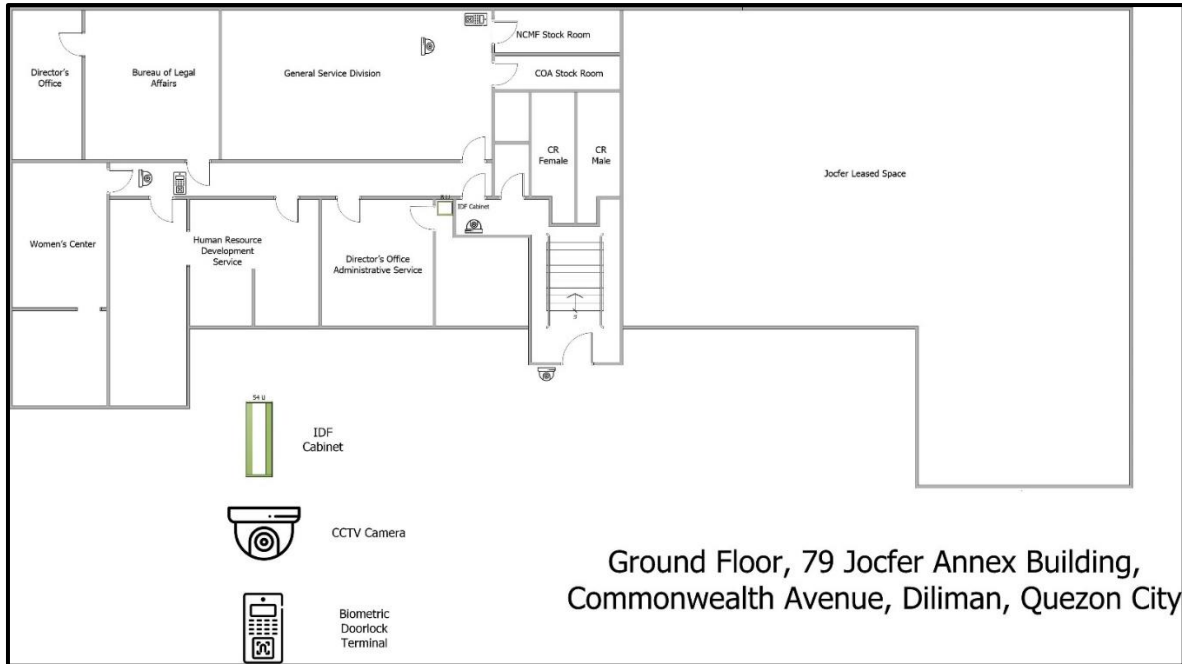 NCMF Stock Room
Director's
Office
Bureau of Legal
Affairs
General Service Division
COA Stock Room
CR
Female
CR
Male
Jocfer Leased Space
IDF Cabinet
Women's Center
Human Resource
Development
Service
Director's Office
Administrative Service
54 U
IDF
Cabinet
CCTV Camera
Ground Floor, 79 Jocfer Annex Building,
Commonwealth Avenue, Diliman, Quezon City
Biometric
Doorlock
Terminal